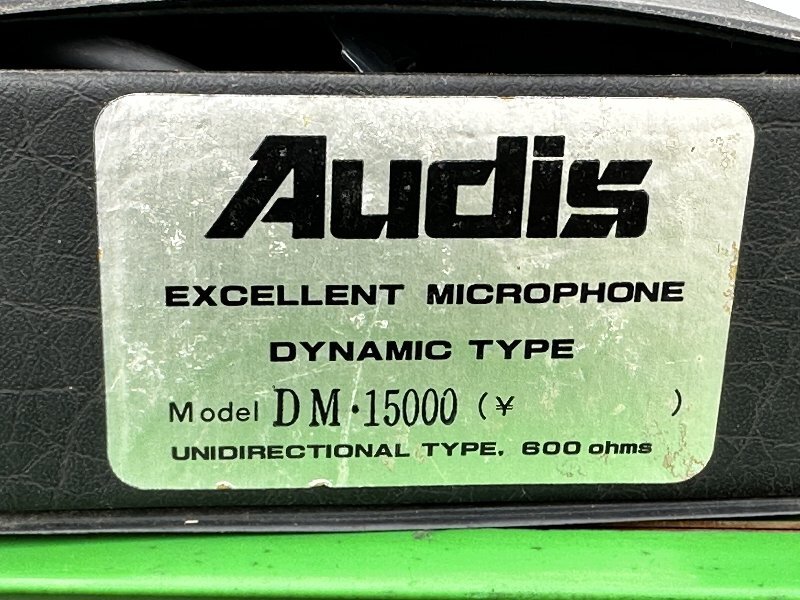 Audis
EXCELLENT MICROPHONE
DYNAMIC TYPE
Model DM・15000 (¥ )
UNIDIRECTIONAL TYPE. 600 ohms